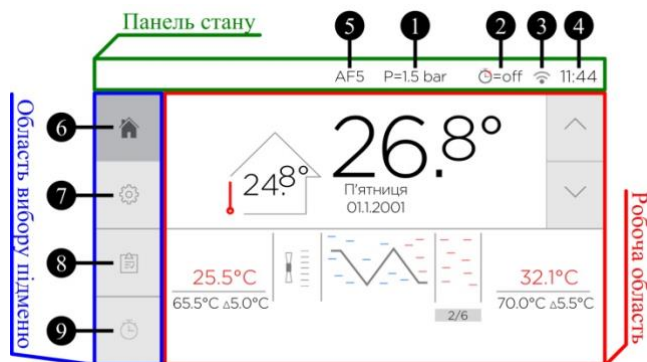 Панель стану
5 1 2 3 4
AF5 P=1.5 bar =off 11:44
Область вибору підменю
6
7
8
9
26.8°
24.8°
П'ятниця
01.1.2001
25.5°C
65.5°C Δ5.0°C
32.1°C
70.0°C Δ5.5°C
2/6
Робоча область